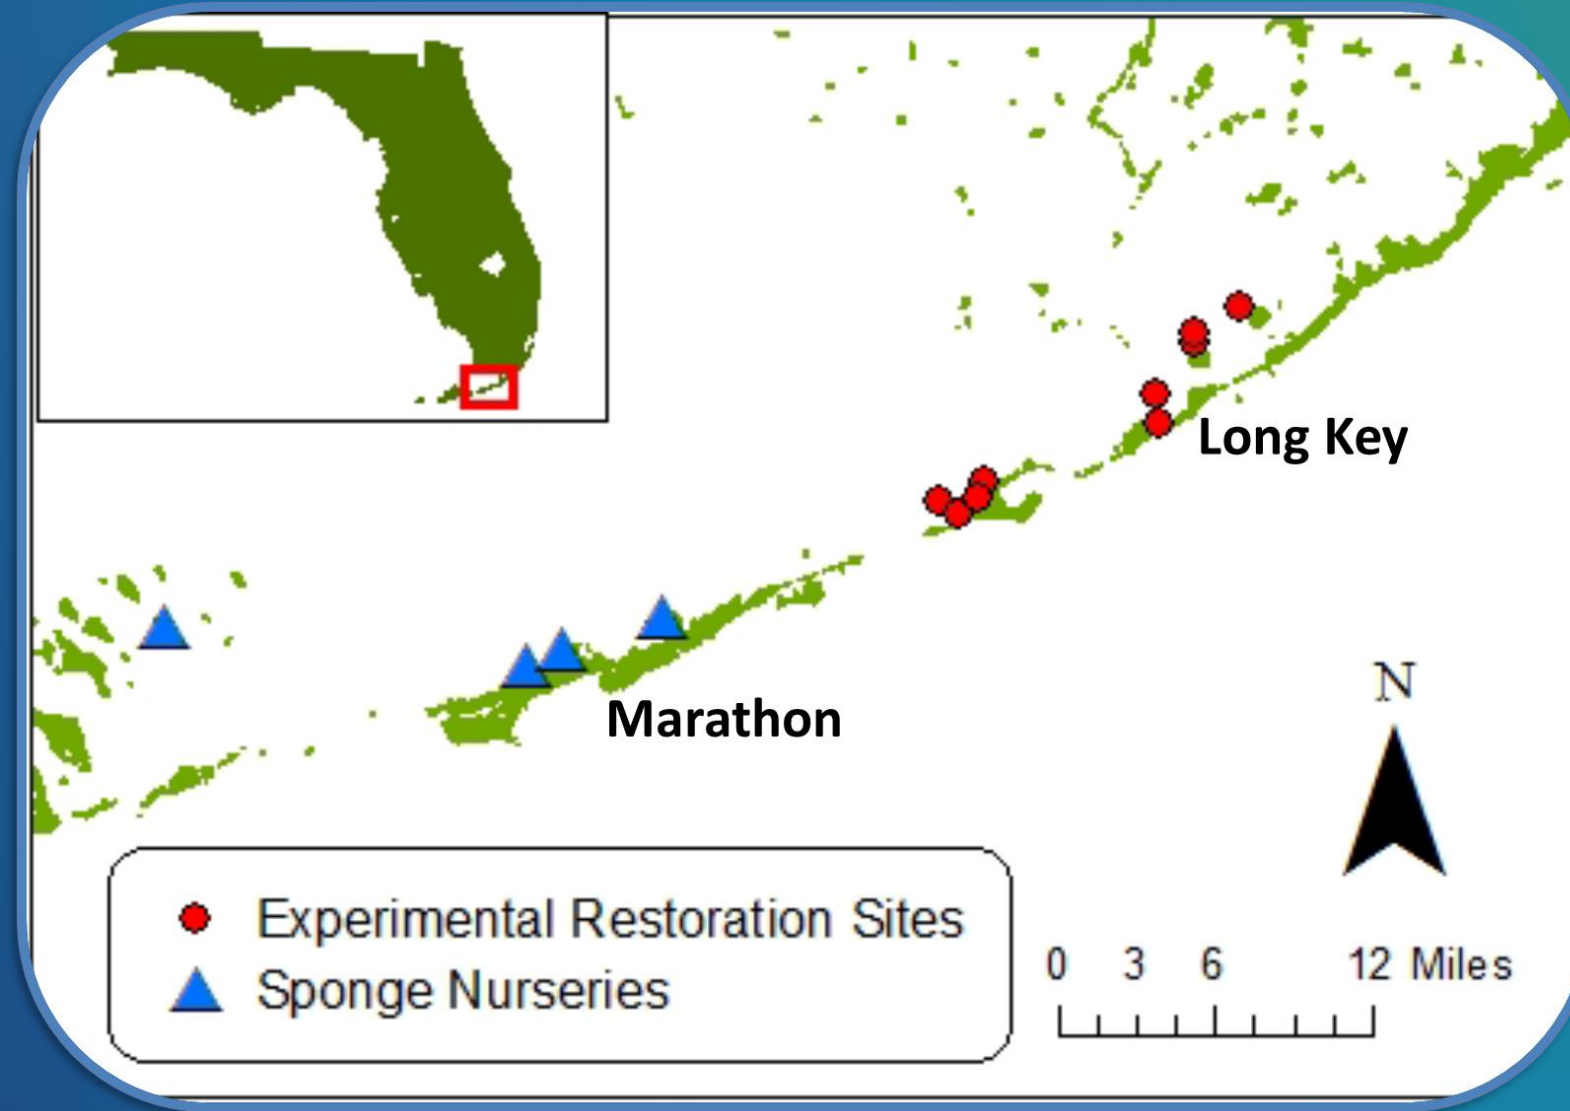 Long Key
Marathon
N
Experimental Restoration Sites
Sponge Nurseries
0 3 6 12 Miles